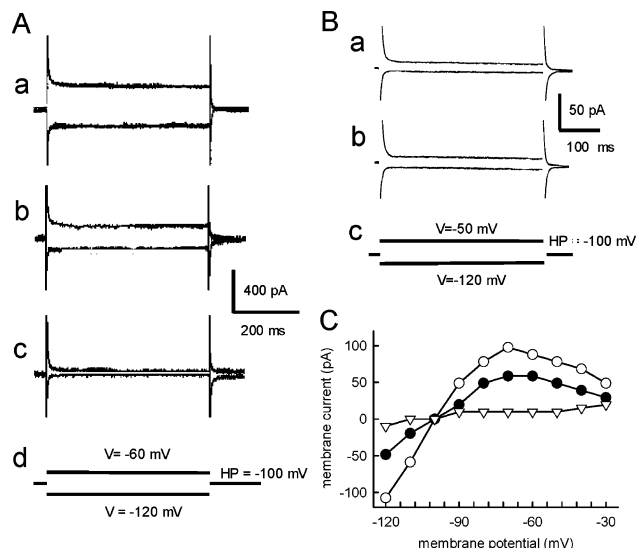 A
a
b
400 pA
200 ms
c
d
V= -60 mV
HP = -100 mV
V = -120 mV
B
a
50 pA
100 ms
b
c
V=-50 mV
HP = -100 mV
V=-120 mV
C
membrane current (pA)
100
50
0
-50
-100
-120 -90 -60 -30
membrane potential (mV)